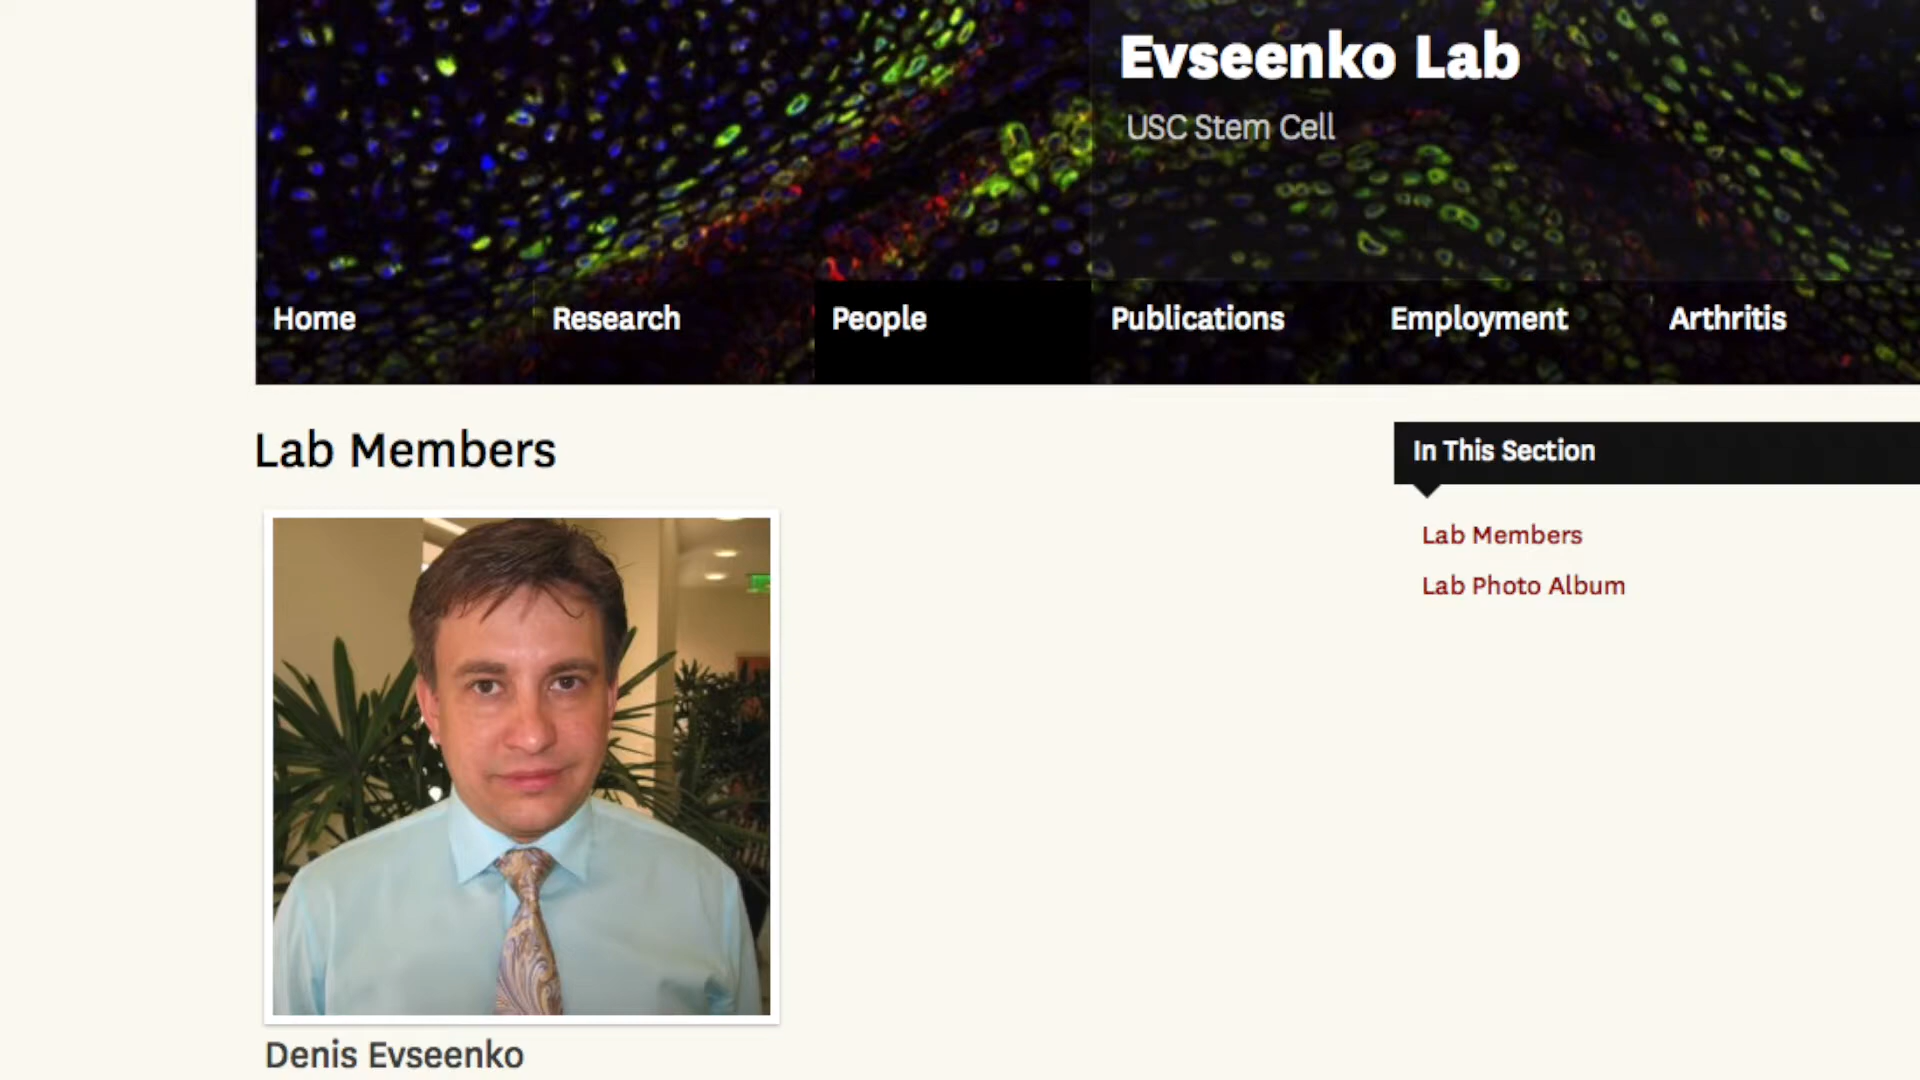 Evseenko Lab
USC Stem Cell
Home
Research
People
Publications
Employment
Arthritis
Lab Members
In This Section
Lab Members
Lab Photo Album
Denis Evseenko